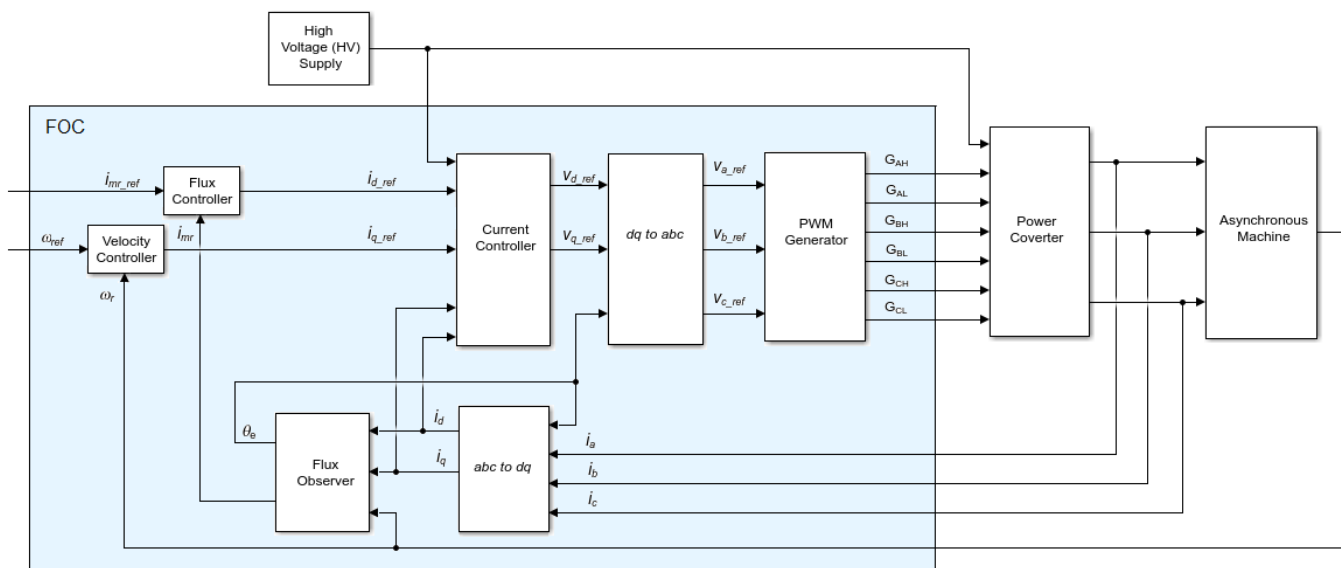 High
Voltage (HV)
Supply
FOC
i_mr_ref
Flux
Controller
i_d_ref
ω_ref
Velocity
Controller
i_mr
i_q_ref
ω_r
Current
Controller
v_d_ref
v_q_ref
dq to abc
v_a_ref
v_b_ref
v_c_ref
PWM
Generator
G_AH
G_AL
G_BH
G_BL
G_CH
G_CL
Power
Coverter
Asynchronous
Machine
θ_e
Flux
Observer
i_d
i_q
abc to dq
i_a
i_b
i_c